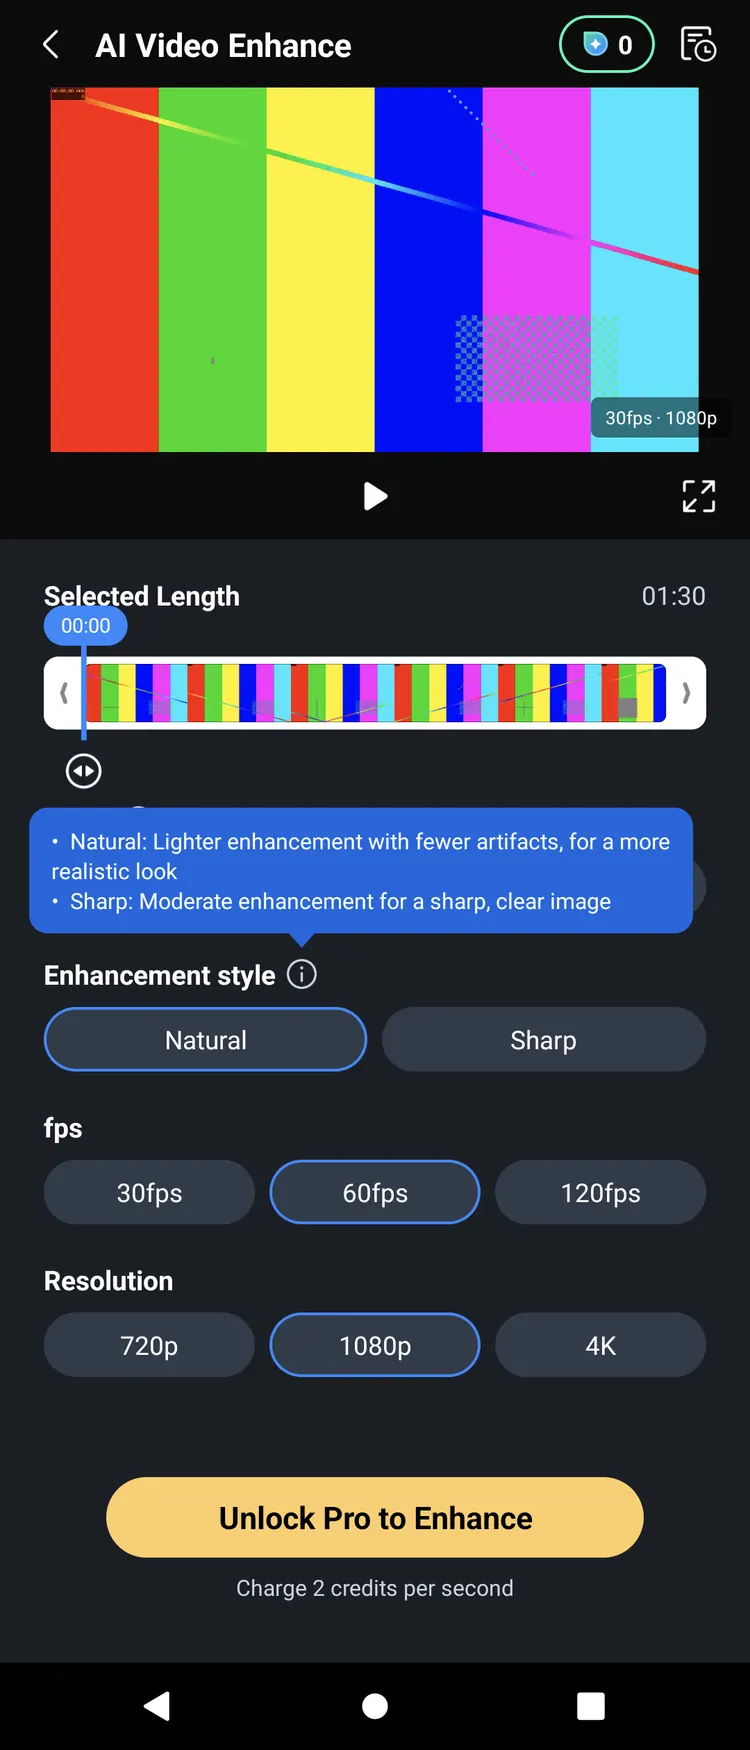 AI Video Enhance
0
30fps · 1080p
Selected Length
01:30
00:00
• Natural: Lighter enhancement with fewer artifacts, for a more
realistic look
• Sharp: Moderate enhancement for a sharp, clear image
Enhancement style
Natural
Sharp
fps
30fps
60fps
120fps
Resolution
720p
1080p
4K
Unlock Pro to Enhance
Charge 2 credits per second